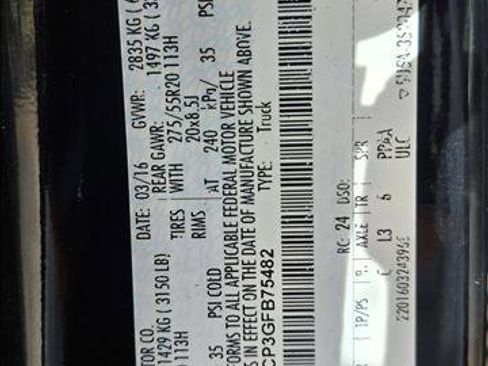 TOR CO.
DATE: 03/16 GVWR: 2835 KG (
1429 KG ( 3150 LB) REAR GAWR: 1497 KG ( 3
113H TIRES WITH 275/55R20 113H
RIMS 20x8.5J
35 PSI COLD AT 240 kPa/ 35 PSI
FORMS TO ALL APPLICABLE FEDERAL MOTOR VEHICLE
S IN EFFECT ON THE DATE OF MANUFACTURE SHOWN ABOVE.
CP3GFB75482 TYPE: Truck
RC: 24 DSO:
TP/PS AXLE TR SPR
C L3 6 PPAA
ULC